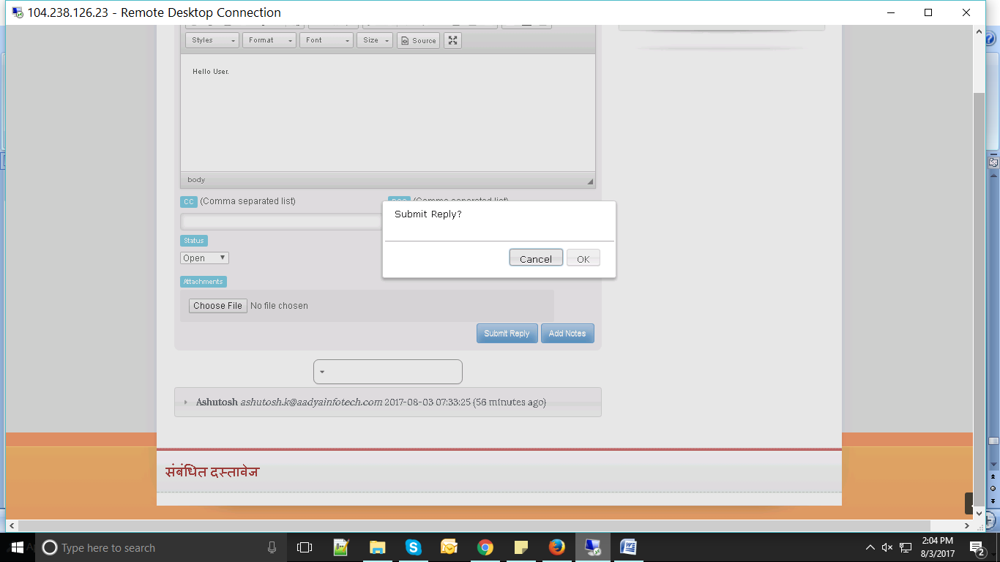 104.238.126.23 - Remote Desktop Connection
Styles Format Font Size Source
Hello User.
body
CC (Comma separated list) (Comma separated list)
Submit Reply?
Status
Open
Cancel OK
Attachments
Choose File No file chosen
Submit Reply Add Notes
Ashutosh ashutosh.k@aadyainfotech.com 2017-08-03 07:33:25 (56 minutes ago)
संबंधित दस्तावेज
Type here to search
2:04 PM
8/3/2017
2